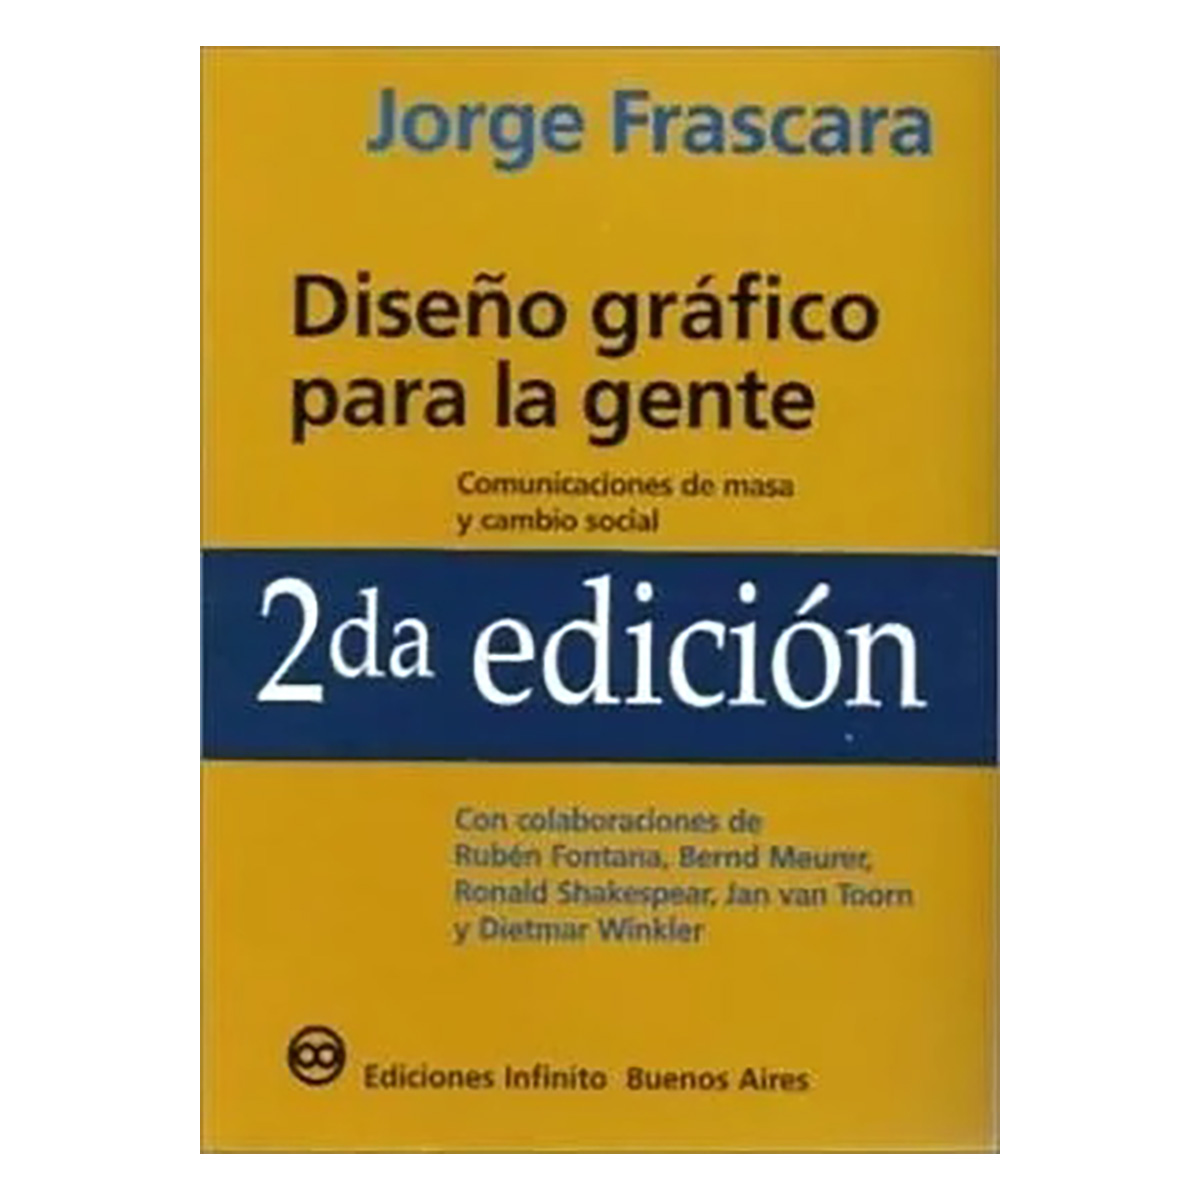 Jorge Frascara
Diseño gráfico
para la gente
Comunicaciones de masa
y cambio social
2da edición
Con colaboraciones de
Rubén Fontana, Bernd Meurer,
Ronald Shakespear, Jan van Toorn
y Dietmar Winkler
Ediciones Infinito Buenos Aires